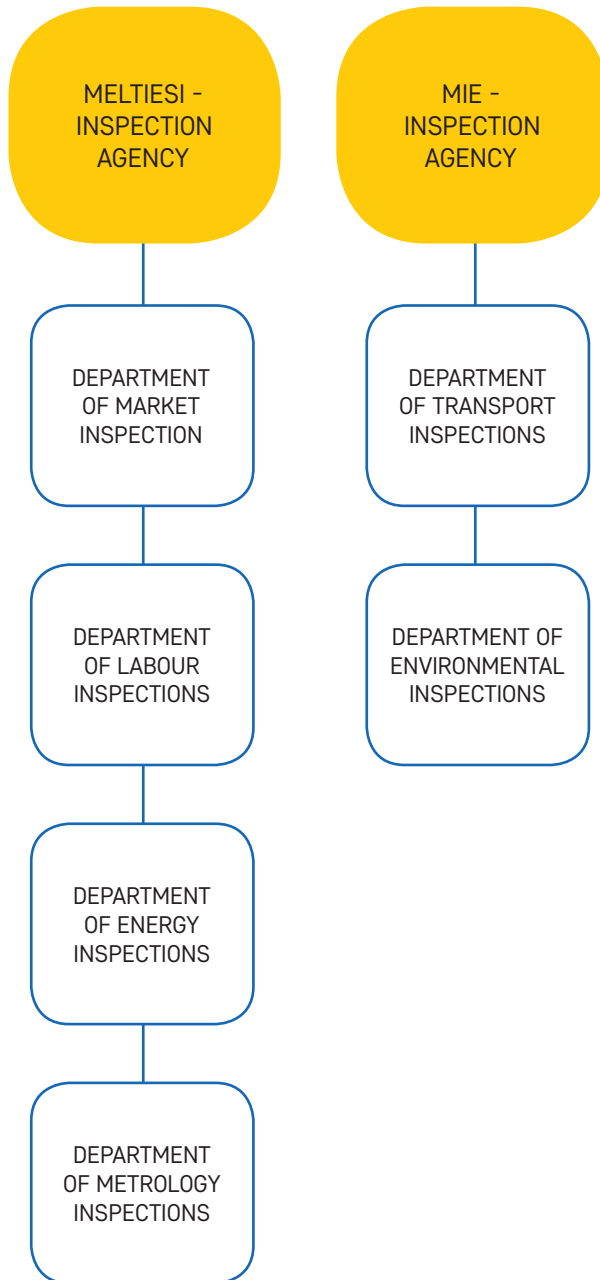 MELTIESI -
INSPECTION
AGENCY
DEPARTMENT
OF MARKET
INSPECTION
DEPARTMENT
OF LABOUR
INSPECTIONS
DEPARTMENT
OF ENERGY
INSPECTIONS
DEPARTMENT
OF METROLOGY
INSPECTIONS
MIE -
INSPECTION
AGENCY
DEPARTMENT
OF TRANSPORT
INSPECTIONS
DEPARTMENT OF
ENVIRONMENTAL
INSPECTIONS